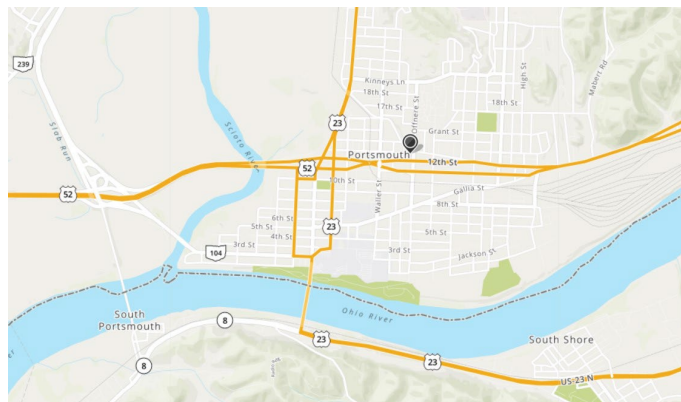 239
Slab Run
Scioto River
23
Kinneys Ln
18th St
17th St
Offnere St
Grant St
18th St
High St
Mabert Rd
Portsmouth
12th St
52
10th St
Waller St
Gallia St
8th St
52
6th St
5th St
4th St
3rd St
23
5th St
3rd St
Jackson St
104
Ohio River
South
Portsmouth
8
8
23
23
South Shore
US 23 N